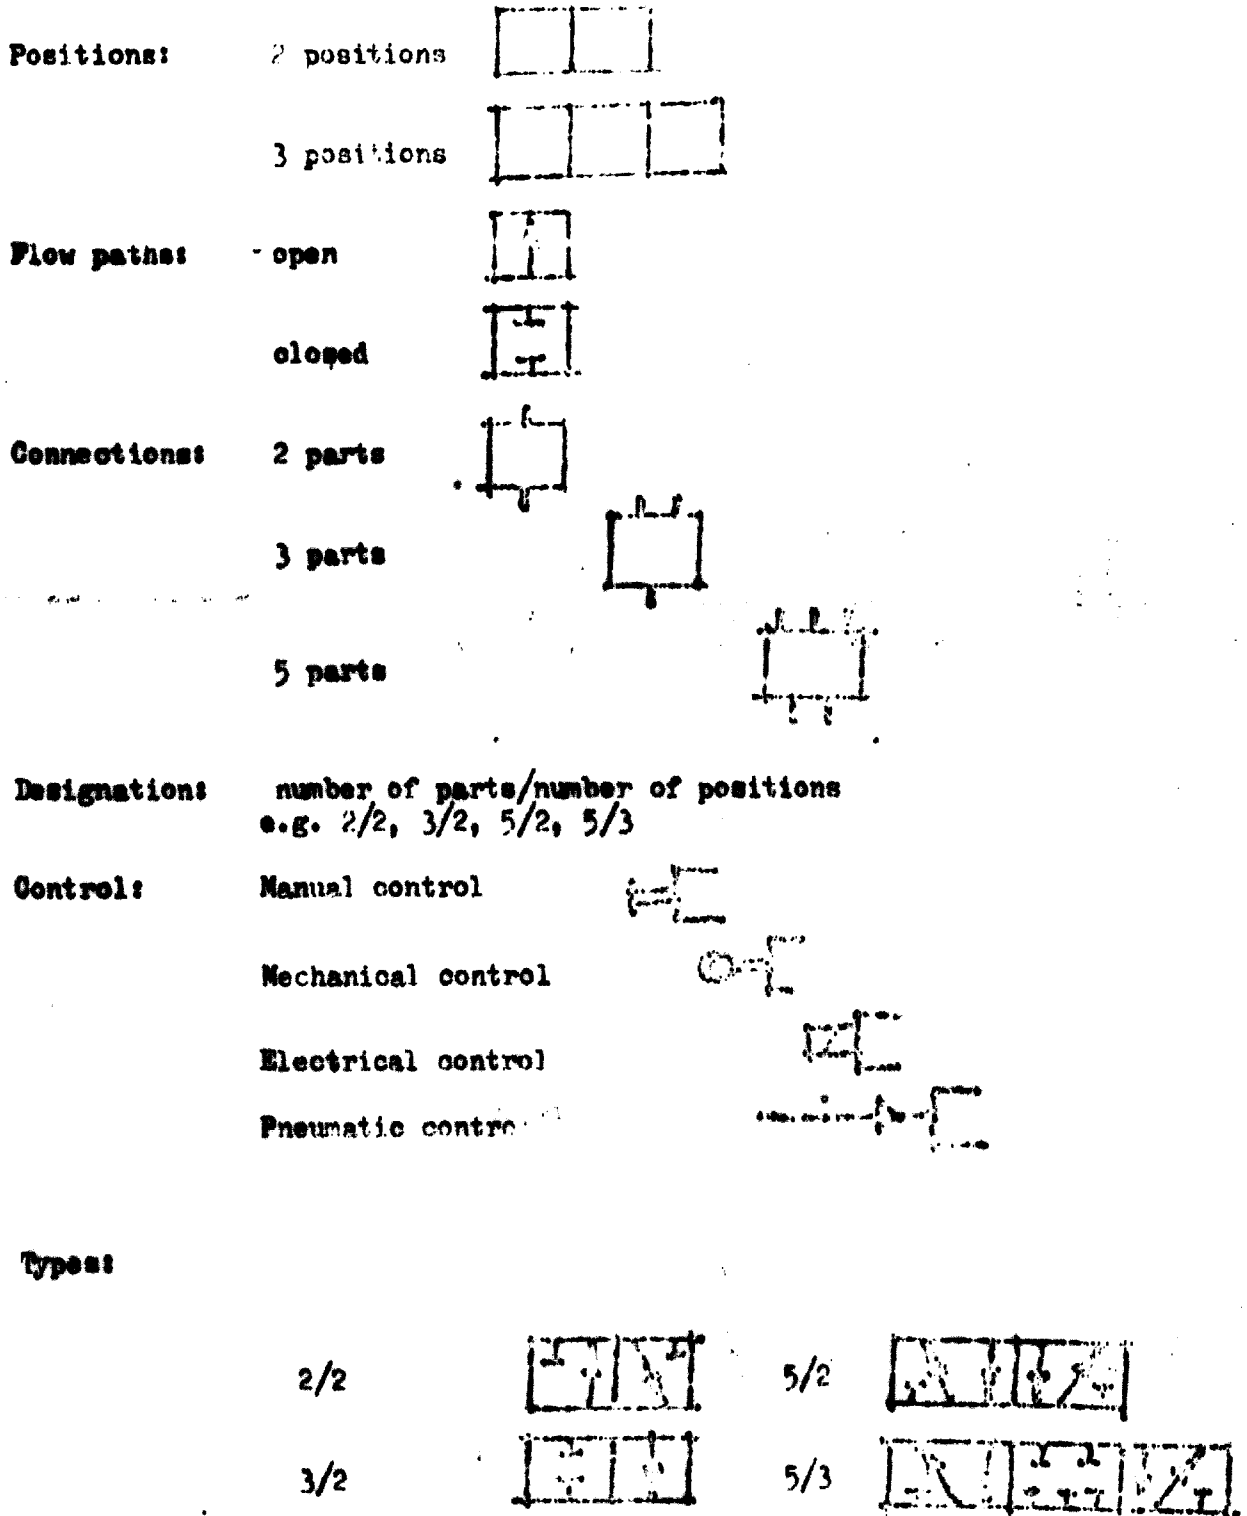 Positions: 2 positions
3 positions
Flow paths: - open
closed
Connections: 2 parts
3 parts
5 parts
Designation: number of parts/number of positions
e.g. 2/2, 3/2, 5/2, 5/3
Control: Manual control
Mechanical control
Electrical control
Pneumatic contro
Types:
2/2 5/2
3/2 5/3